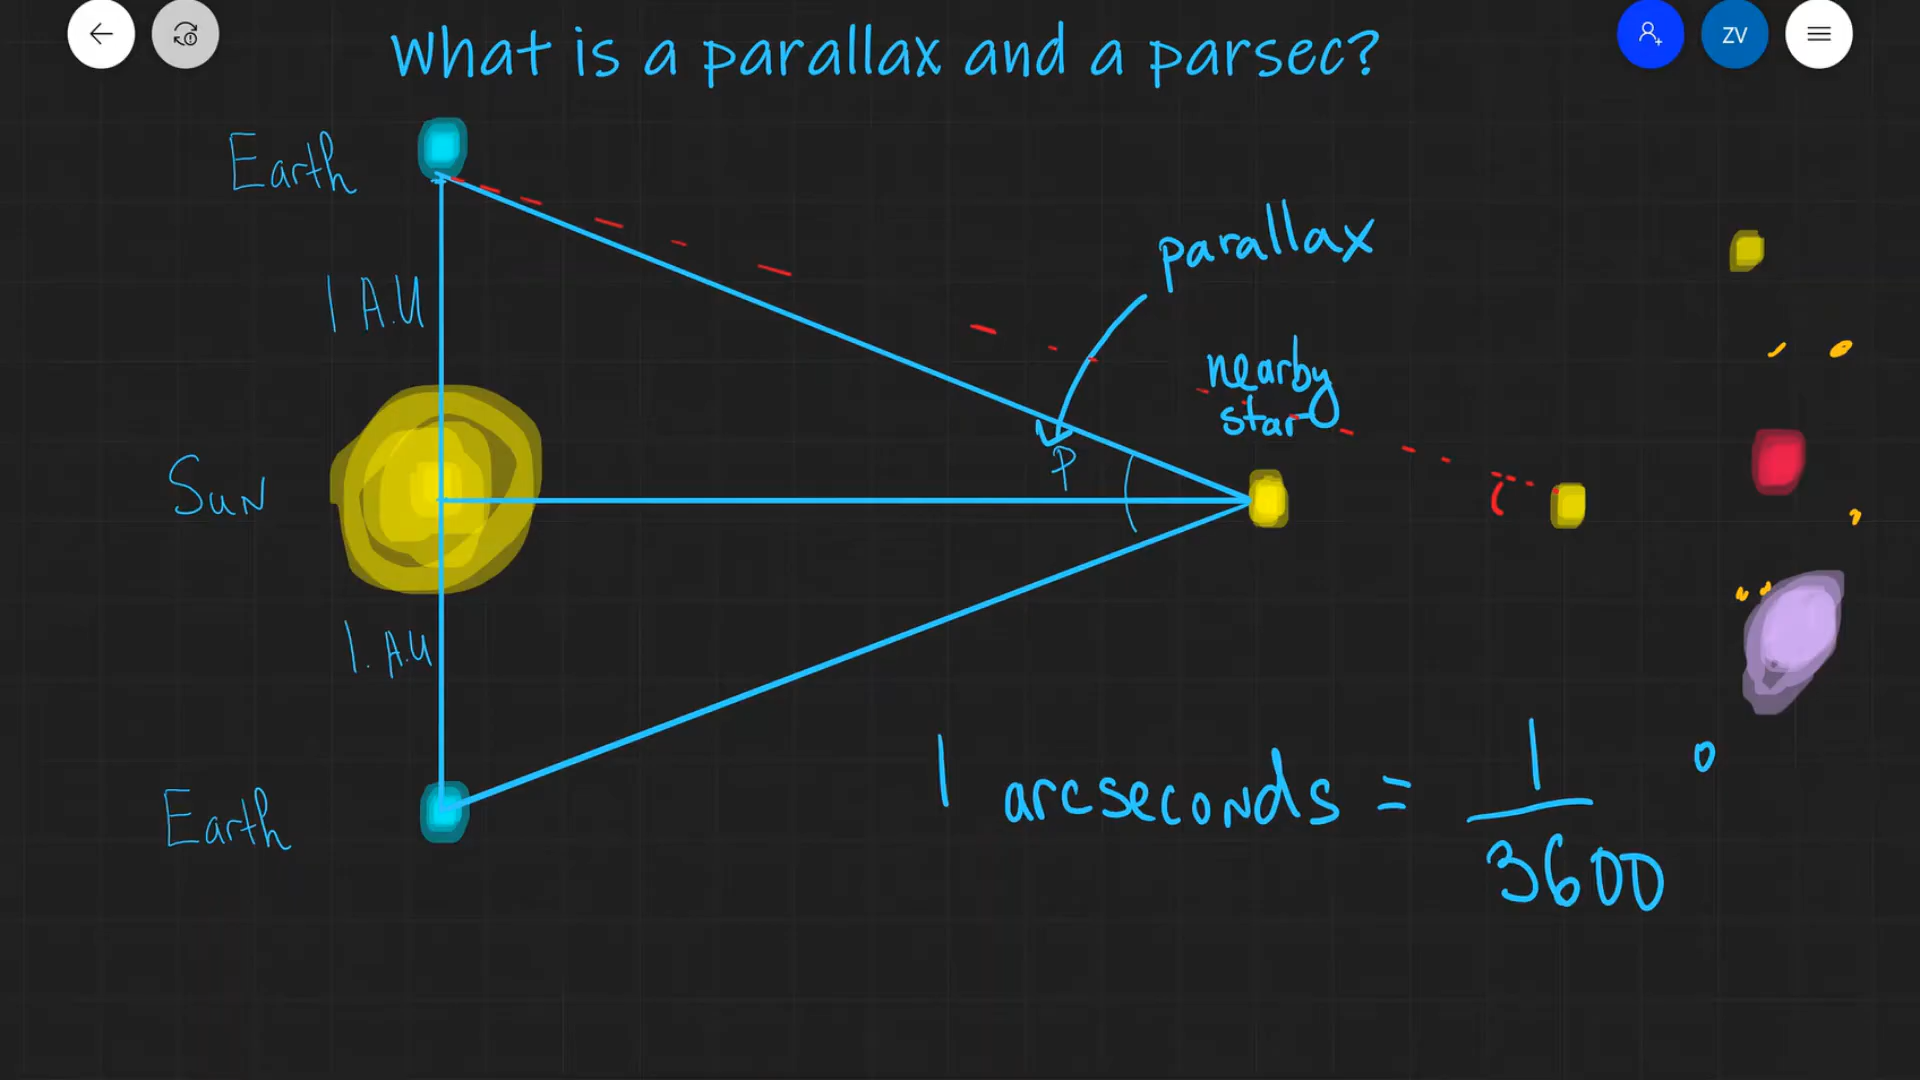 What is a parallax and a parsec?
ZV
Earth
1 A.U
parallax
nearby
star
P
Sun
1. A.U
Earth
1 arcseconds = 1/3600 °